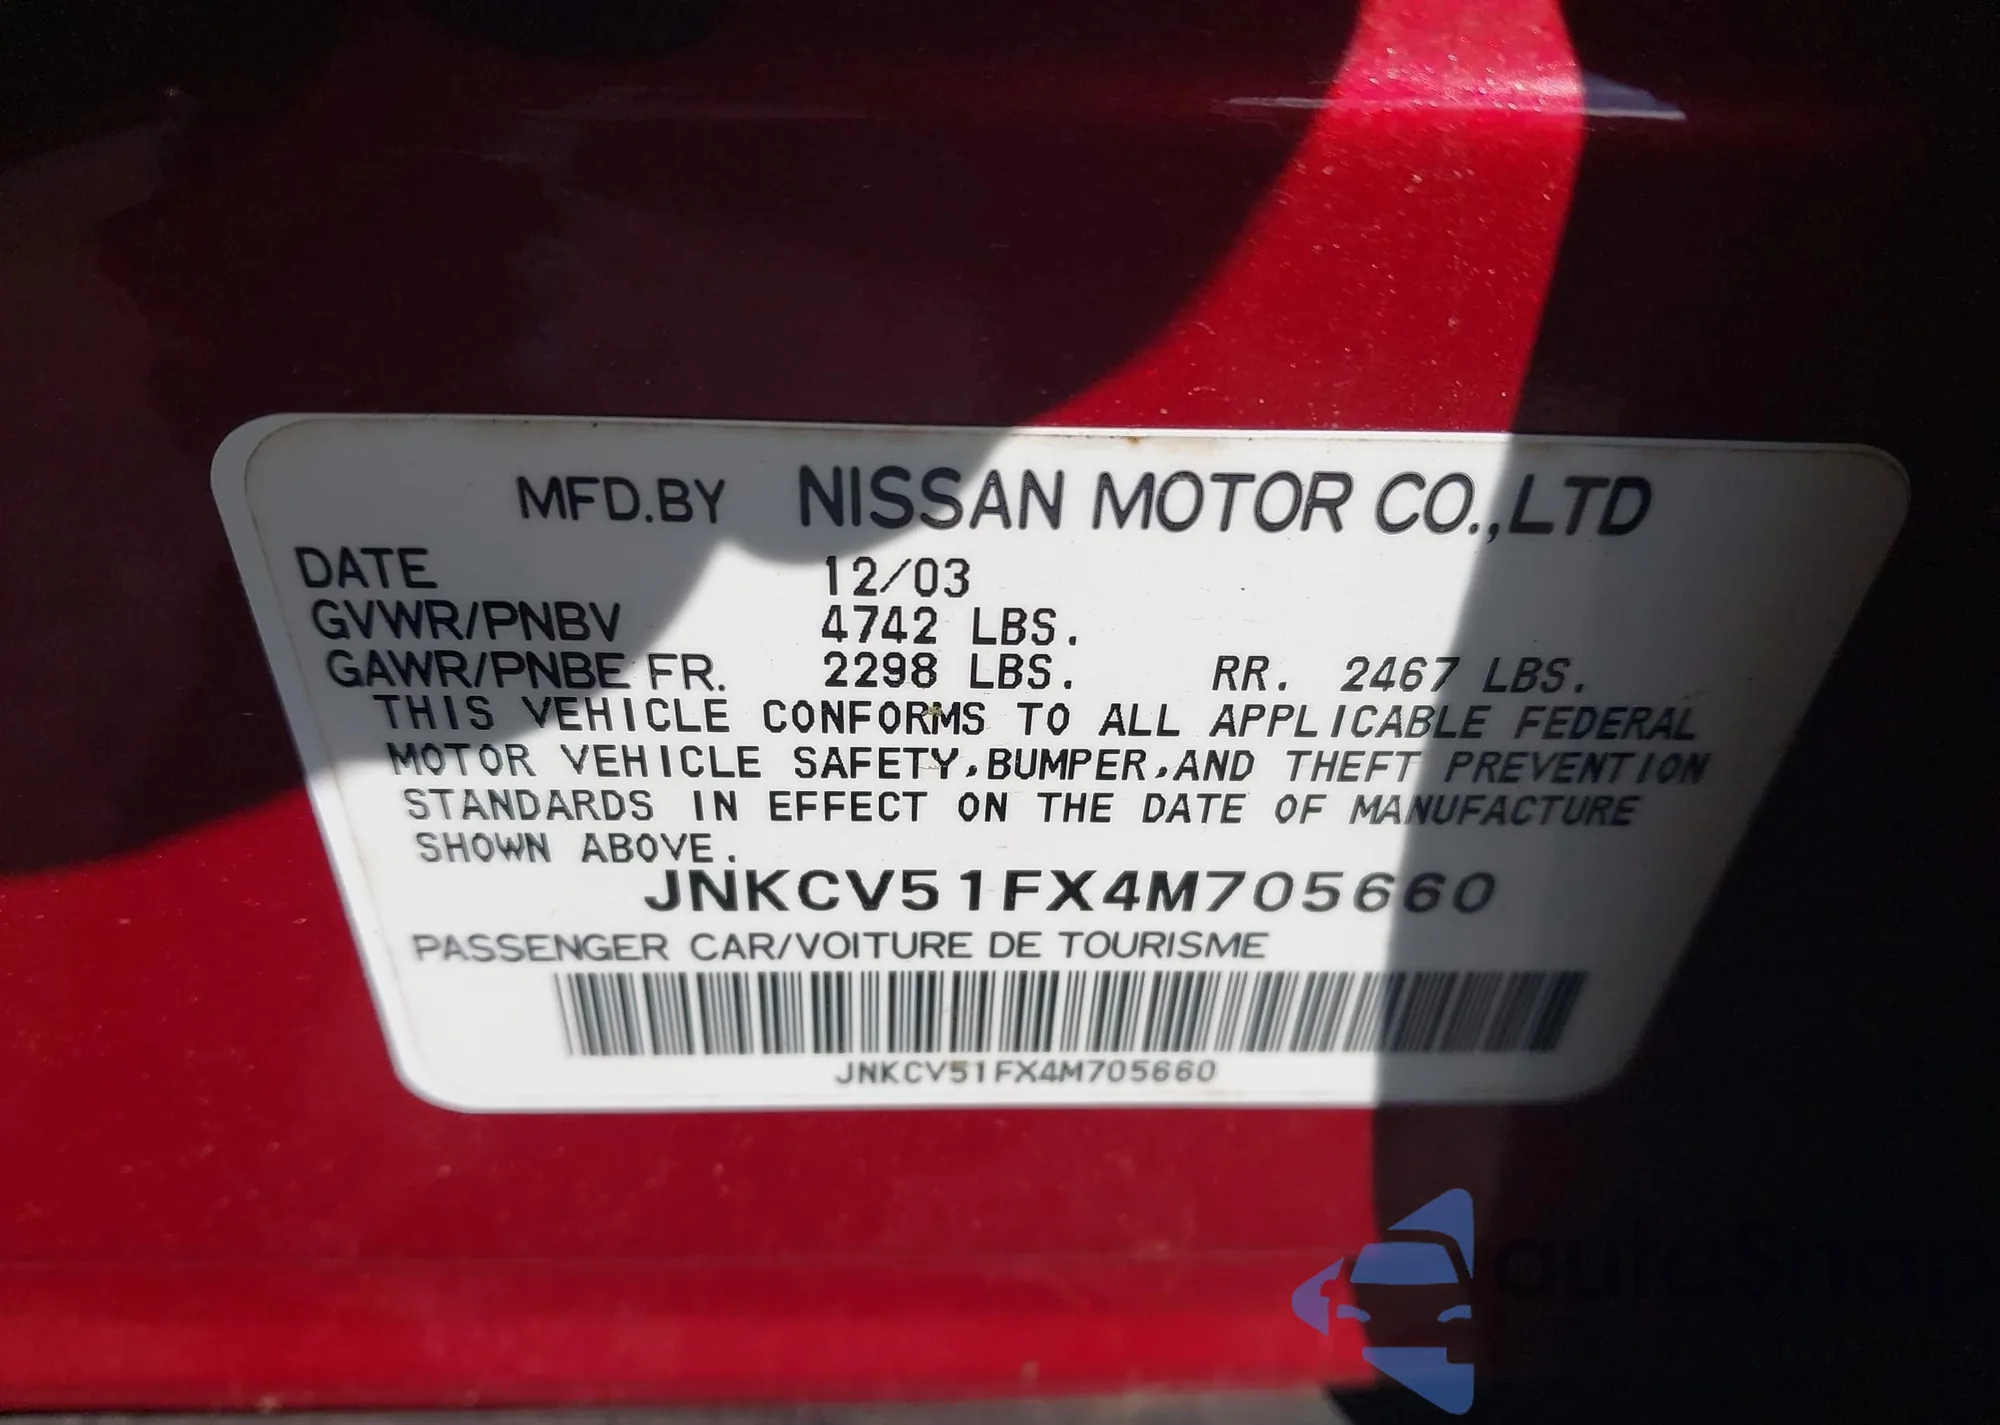 MFD.BY NISSAN MOTOR CO.,LTD
DATE 12/03
GVWR/PNBV 4742 LBS.
GAWR/PNBE FR. 2298 LBS. RR. 2467 LBS.
THIS VEHICLE CONFORMS TO ALL APPLICABLE FEDERAL
MOTOR VEHICLE SAFETY,BUMPER,AND THEFT PREVENTION
STANDARDS IN EFFECT ON THE DATE OF MANUFACTURE
SHOWN ABOVE.
JNKCV51FX4M705660
PASSENGER CAR/VOITURE DE TOURISME
JNKCV51FX4M705660